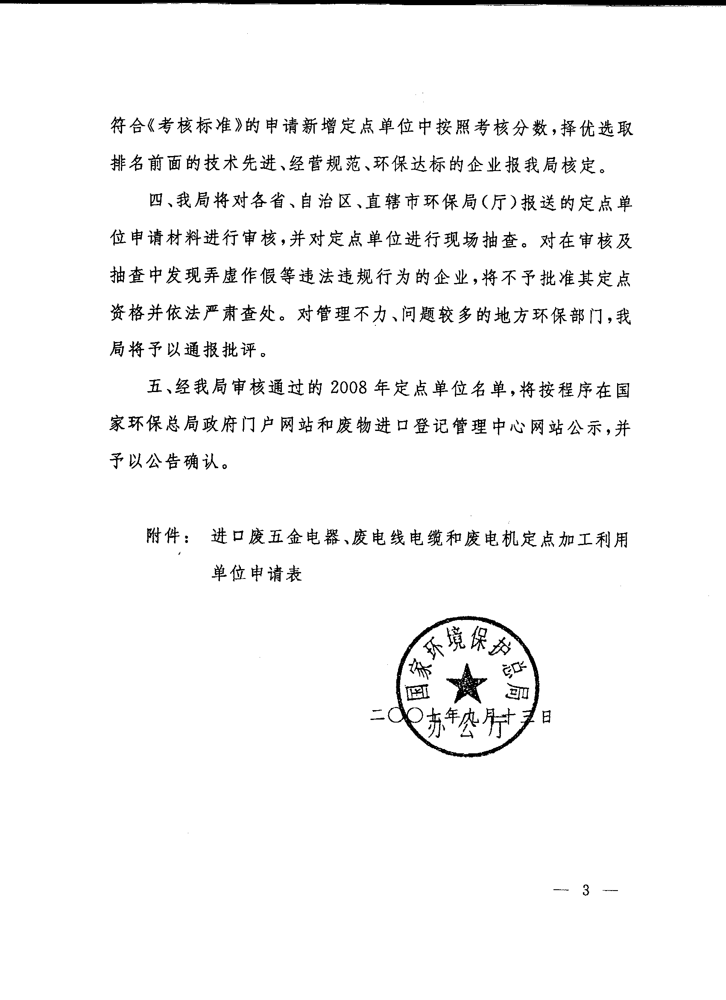 符合《考核标准》的申请新增定点单位中按照考核分数,择优选取
排名前面的技术先进、经营规范、环保达标的企业报我局核定。
四、我局将对各省、自治区、直辖市环保局(厅)报送的定点单
位申请材料进行审核,并对定点单位进行现场抽查。对在审核及
抽查中发现弄虚作假等违法违规行为的企业,将不予批准其定点
资格并依法严肃查处。对管理不力、问题较多的地方环保部门,我
局将予以通报批评。
五、经我局审核通过的 2008 年定点单位名单,将按程序在国
家环保总局政府门户网站和废物进口登记管理中心网站公示,并
予以公告确认。
附件: 进口废五金电器、废电线电缆和废电机定点加工利用
单位申请表
国家环境保护总局
二〇〇七年九月十三日
办公厅
— 3 —